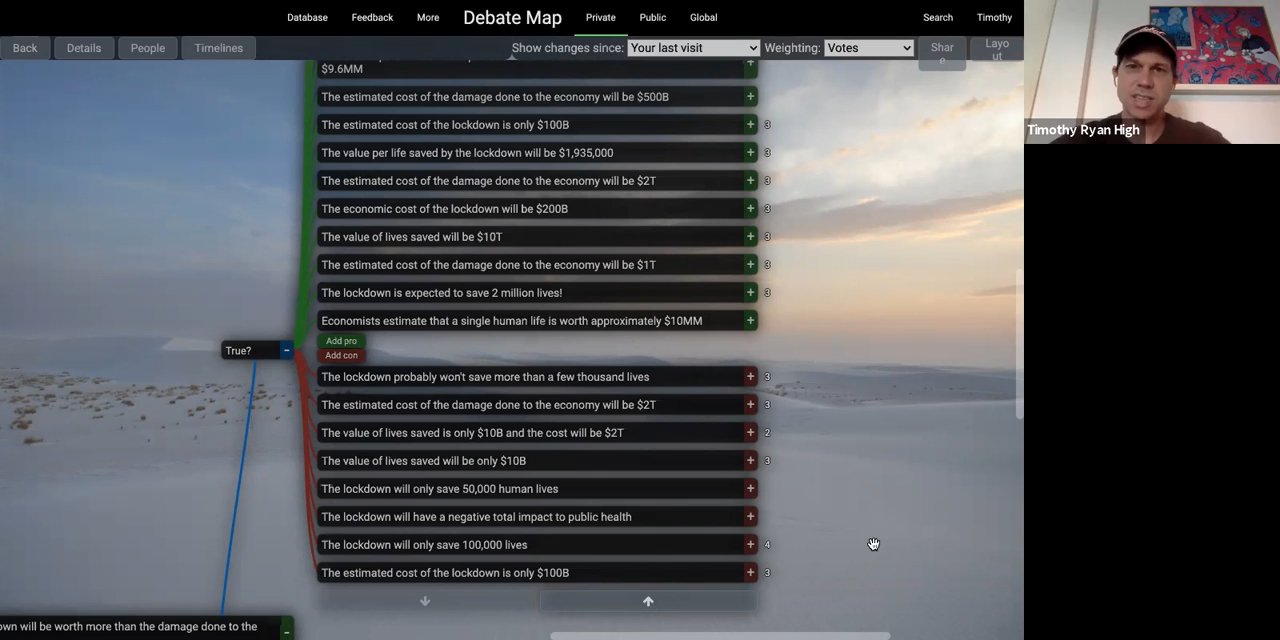 Database Feedback More Debate Map Private Public Global Search Timothy
Back Details People Timelines Show changes since: Your last visit Weighting: Votes Shar
e Layo
ut
$9.6MM +
The estimated cost of the damage done to the economy will be $500B +
The estimated cost of the lockdown is only $100B + 3
The value per life saved by the lockdown will be $1,935,000 + 3
The estimated cost of the damage done to the economy will be $2T + 3
The economic cost of the lockdown will be $200B + 3
The value of lives saved will be $10T + 3
The estimated cost of the damage done to the economy will be $1T + 3
The lockdown is expected to save 2 million lives! + 3
Economists estimate that a single human life is worth approximately $10MM +
Add pro
True? -
Add con
The lockdown probably won't save more than a few thousand lives + 3
The estimated cost of the damage done to the economy will be $2T + 3
The value of lives saved is only $10B and the cost will be $2T + 2
The value of lives saved will be only $10B + 3
The lockdown will only save 50,000 human lives +
The lockdown will have a negative total impact to public health +
The lockdown will only save 100,000 lives + 4
The estimated cost of the lockdown is only $100B + 3
own will be worth more than the damage done to the -
Timothy Ryan High